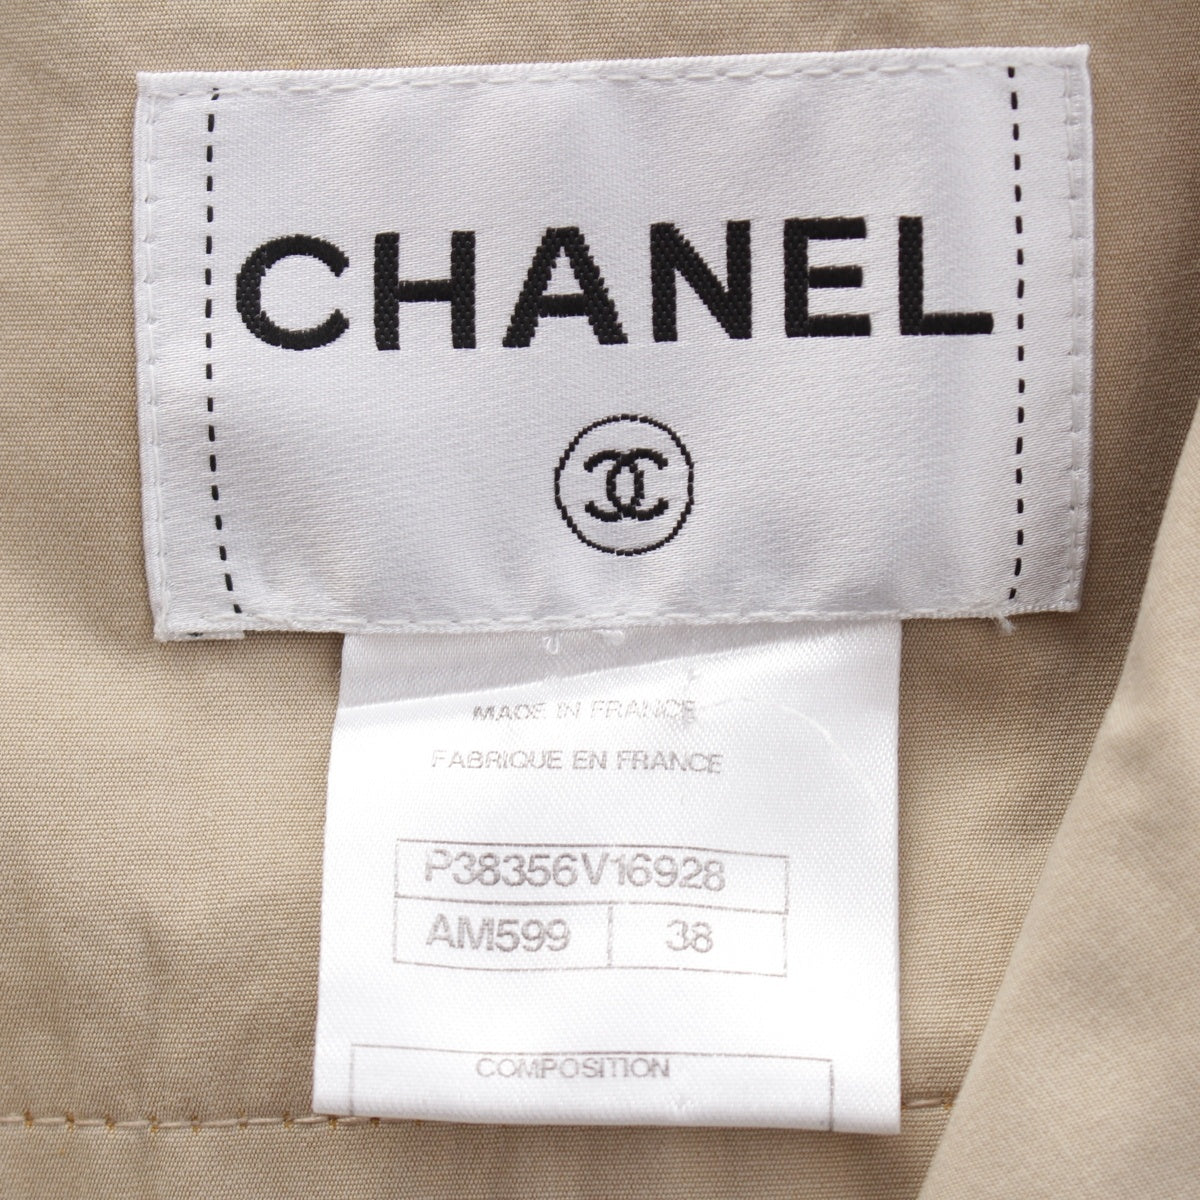 CHANEL
MADE IN FRANCE
FABRIQUE EN FRANCE
P38356V16928
AM599 38
COMPOSITION